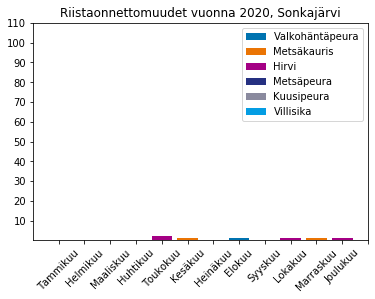 Riistaonnettomuudet vuonna 2020, Sonkajärvi
110
100
90
80
70
60
50
40
30
20
10
Valkohäntäpeura
Metsäkauris
Hirvi
Metsäpeura
Kuusipeura
Villisika
Tammikuu
Helmikuu
Maaliskuu
Huhtikuu
Toukokuu
Kesäkuu
Heinäkuu
Elokuu
Syyskuu
Lokakuu
Marraskuu
Joulukuu